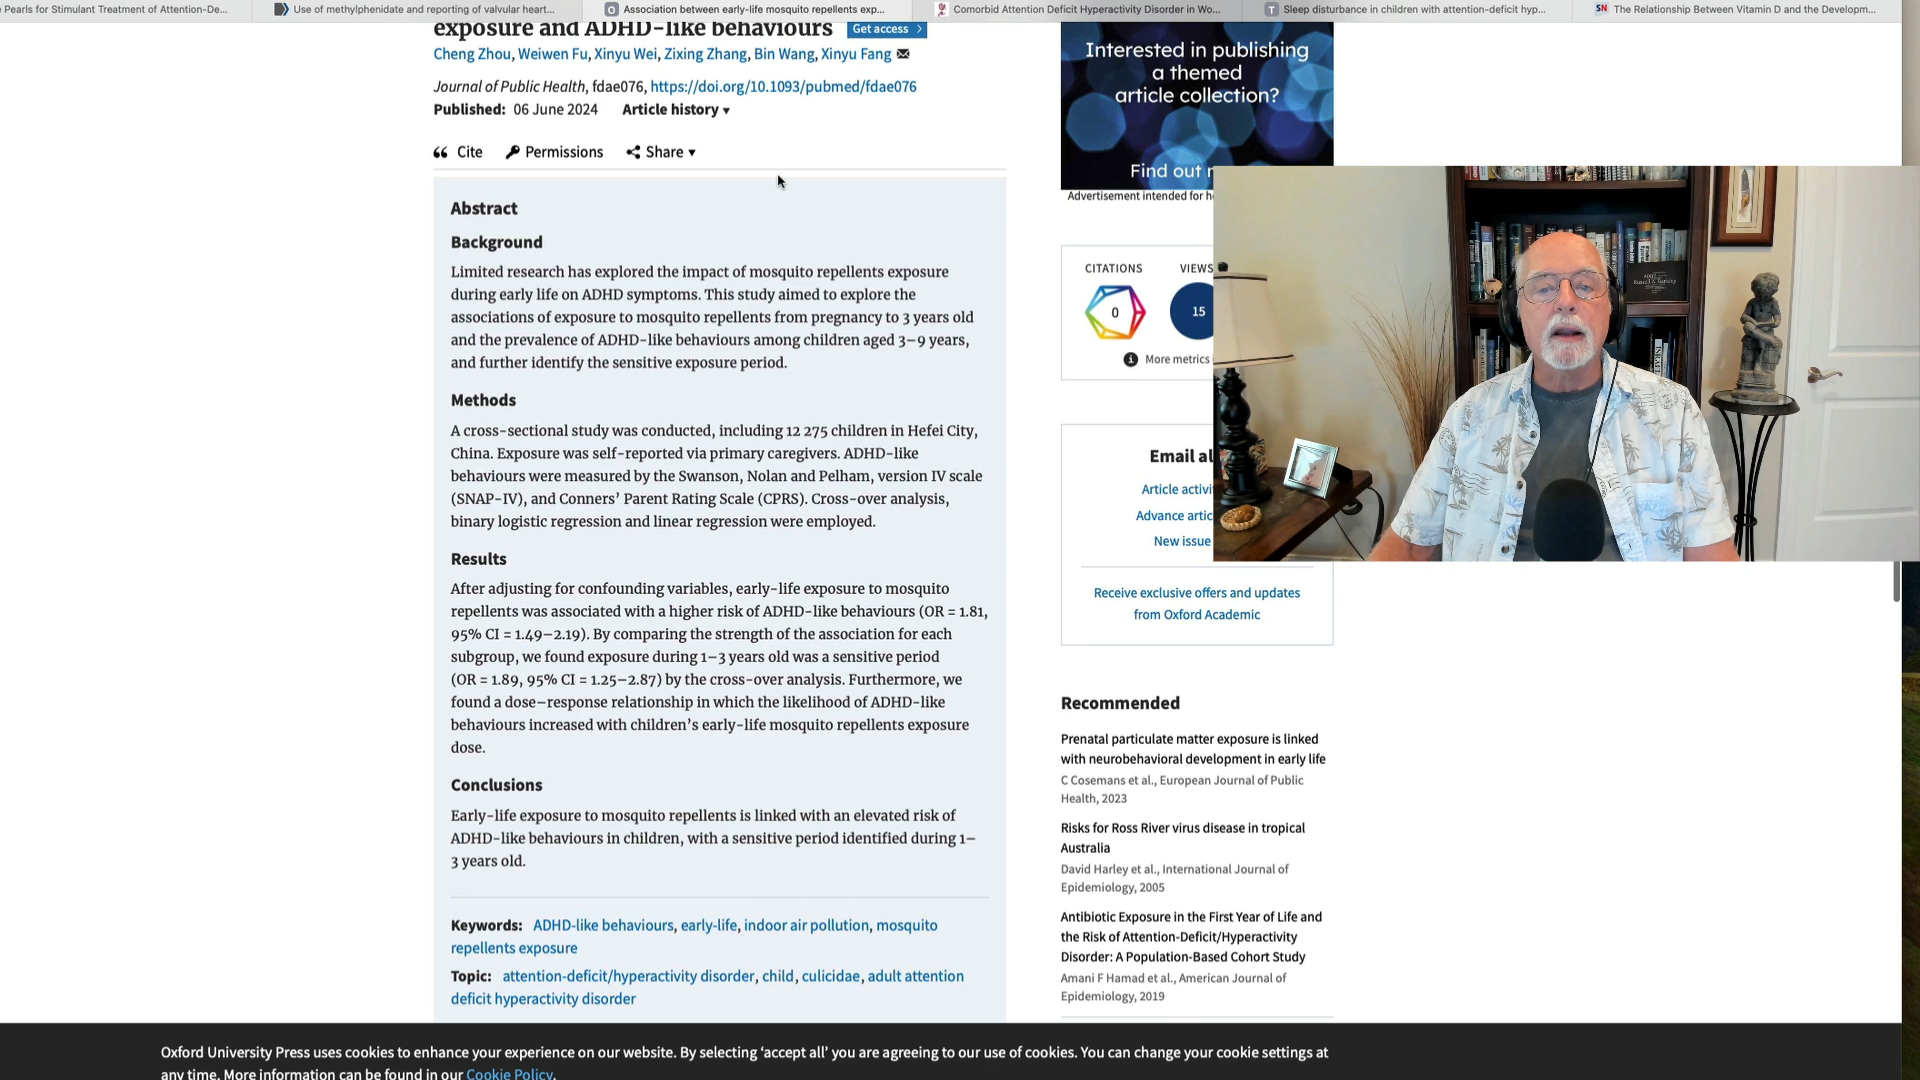 e Pearls for Stimulant Treatment of Attention-De...
Use of methylphenidate and reporting of valvular heart...
Association between early-life mosquito repellents exp...
Comorbid Attention Deficit Hyperactivity Disorder in Wo...
T Sleep disturbance in children with attention-deficit hyp...
SN The Relationship Between Vitamin D and the Developm...
exposure and ADHD-like behaviours Get access
Cheng Zhou, Weiwen Fu, Xinyu Wei, Zixing Zhang, Bin Wang, Xinyu Fang
Journal of Public Health, fdae076, https://doi.org/10.1093/pubmed/fdae076
Published: 06 June 2024 Article history
Cite Permissions Share
Abstract
Background
Limited research has explored the impact of mosquito repellents exposure
during early life on ADHD symptoms. This study aimed to explore the
associations of exposure to mosquito repellents from pregnancy to 3 years old
and the prevalence of ADHD-like behaviours among children aged 3–9 years,
and further identify the sensitive exposure period.
Methods
A cross-sectional study was conducted, including 12 275 children in Hefei City,
China. Exposure was self-reported via primary caregivers. ADHD-like
behaviours were measured by the Swanson, Nolan and Pelham, version IV scale
(SNAP-IV), and Conners’ Parent Rating Scale (CPRS). Cross-over analysis,
binary logistic regression and linear regression were employed.
Results
After adjusting for confounding variables, early-life exposure to mosquito
repellents was associated with a higher risk of ADHD-like behaviours (OR = 1.81,
95% CI = 1.49–2.19). By comparing the strength of the association for each
subgroup, we found exposure during 1–3 years old was a sensitive period
(OR = 1.89, 95% CI = 1.25–2.87) by the cross-over analysis. Furthermore, we
found a dose–response relationship in which the likelihood of ADHD-like
behaviours increased with children’s early-life mosquito repellents exposure
dose.
Conclusions
Early-life exposure to mosquito repellents is linked with an elevated risk of
ADHD-like behaviours in children, with a sensitive period identified during 1–
3 years old.
Keywords: ADHD-like behaviours, early-life, indoor air pollution, mosquito
repellents exposure
Topic: attention-deficit/hyperactivity disorder, child, culicidae, adult attention
deficit hyperactivity disorder
Interested in publishing
a themed
article collection?
Find out
Advertisement intended for
CITATIONS VIEWS
0 15
More metrics
Email al
Article activi
Advance artic
New issue
Receive exclusive offers and updates
from Oxford Academic
Recommended
Prenatal particulate matter exposure is linked
with neurobehavioral development in early life
C Cosemans et al., European Journal of Public
Health, 2023
Risks for Ross River virus disease in tropical
Australia
David Harley et al., International Journal of
Epidemiology, 2005
Antibiotic Exposure in the First Year of Life and
the Risk of Attention-Deficit/Hyperactivity
Disorder: A Population-Based Cohort Study
Amani F Hamad et al., American Journal of
Epidemiology, 2019
Oxford University Press uses cookies to enhance your experience on our website. By selecting ‘accept all’ you are agreeing to our use of cookies. You can change your cookie settings at
any time. More information can be found in our Cookie Policy.